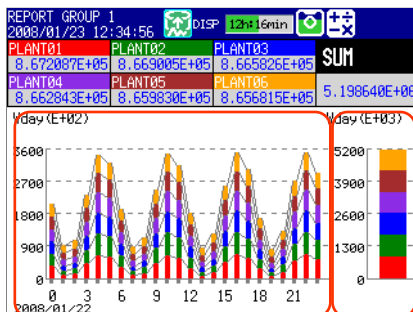 REPORT GROUP 1
2008/01/23 12:34:56 DISP 12h:16min
PLANT01 PLANT02 PLANT03 SUM
8.672087E+05 8.669005E+05 8.665826E+05
PLANT04 PLANT05 PLANT06
8.662843E+05 8.659830E+05 8.656815E+05 5.198640E+06
Wday(E+02) Wday(E+03)
3600 5200
2700 3900
1800 2600
900 1300
0 0
0 3 6 9 12 15 18 21
2008/01/22